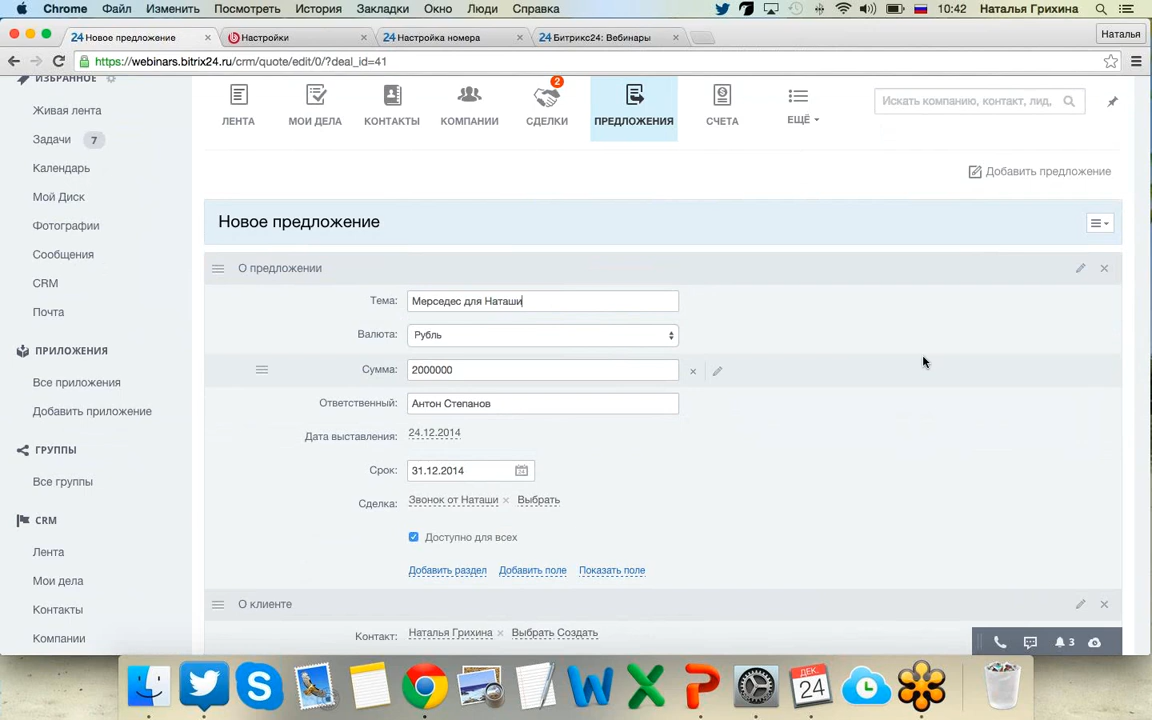 Chrome Файл Изменить Посмотреть История Закладки Окно Люди Справка 10:42 Наталья Грихина
24 Новое предложение Настройки 24 Настройка номера 24 Битрикс24: Вебинары Наталья
https://webinars.bitrix24.ru/crm/quote/edit/0/?deal_id=41
ИЗБРАННОЕ
Живая лента
Задачи 7
Календарь
Мой Диск
Фотографии
Сообщения
CRM
Почта
ПРИЛОЖЕНИЯ
Все приложения
Добавить приложение
ГРУППЫ
Все группы
CRM
Лента
Мои дела
Контакты
Компании
2
ЛЕНТА МОИ ДЕЛА КОНТАКТЫ КОМПАНИИ СДЕЛКИ ПРЕДЛОЖЕНИЯ СЧЕТА ЕЩЁ
Искать компанию, контакт, лид,
Добавить предложение
Новое предложение
О предложении
Тема: Мерседес для Наташи
Валюта: Рубль
Сумма: 2000000
Ответственный: Антон Степанов
Дата выставления: 24.12.2014
Срок: 31.12.2014
Сделка: Звонок от Наташи Выбрать
Доступно для всех
Добавить раздел Добавить поле Показать поле
О клиенте
Контакт: Наталья Грихина Выбрать Создать
3
ДЕК
24